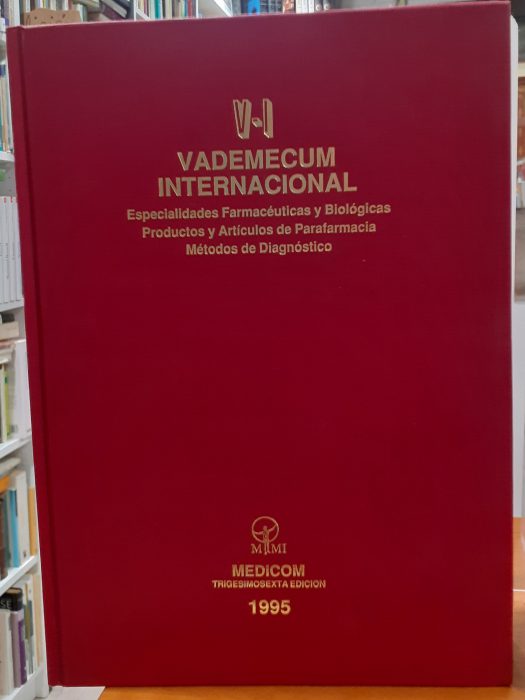 V-I
VADEMECUM
INTERNACIONAL
Especialidades Farmacéuticas y Biológicas
Productos y Artículos de Parafarmacia
Métodos de Diagnóstico
MMI
MEDICOM
TRIGESIMOSEXTA EDICION
1995